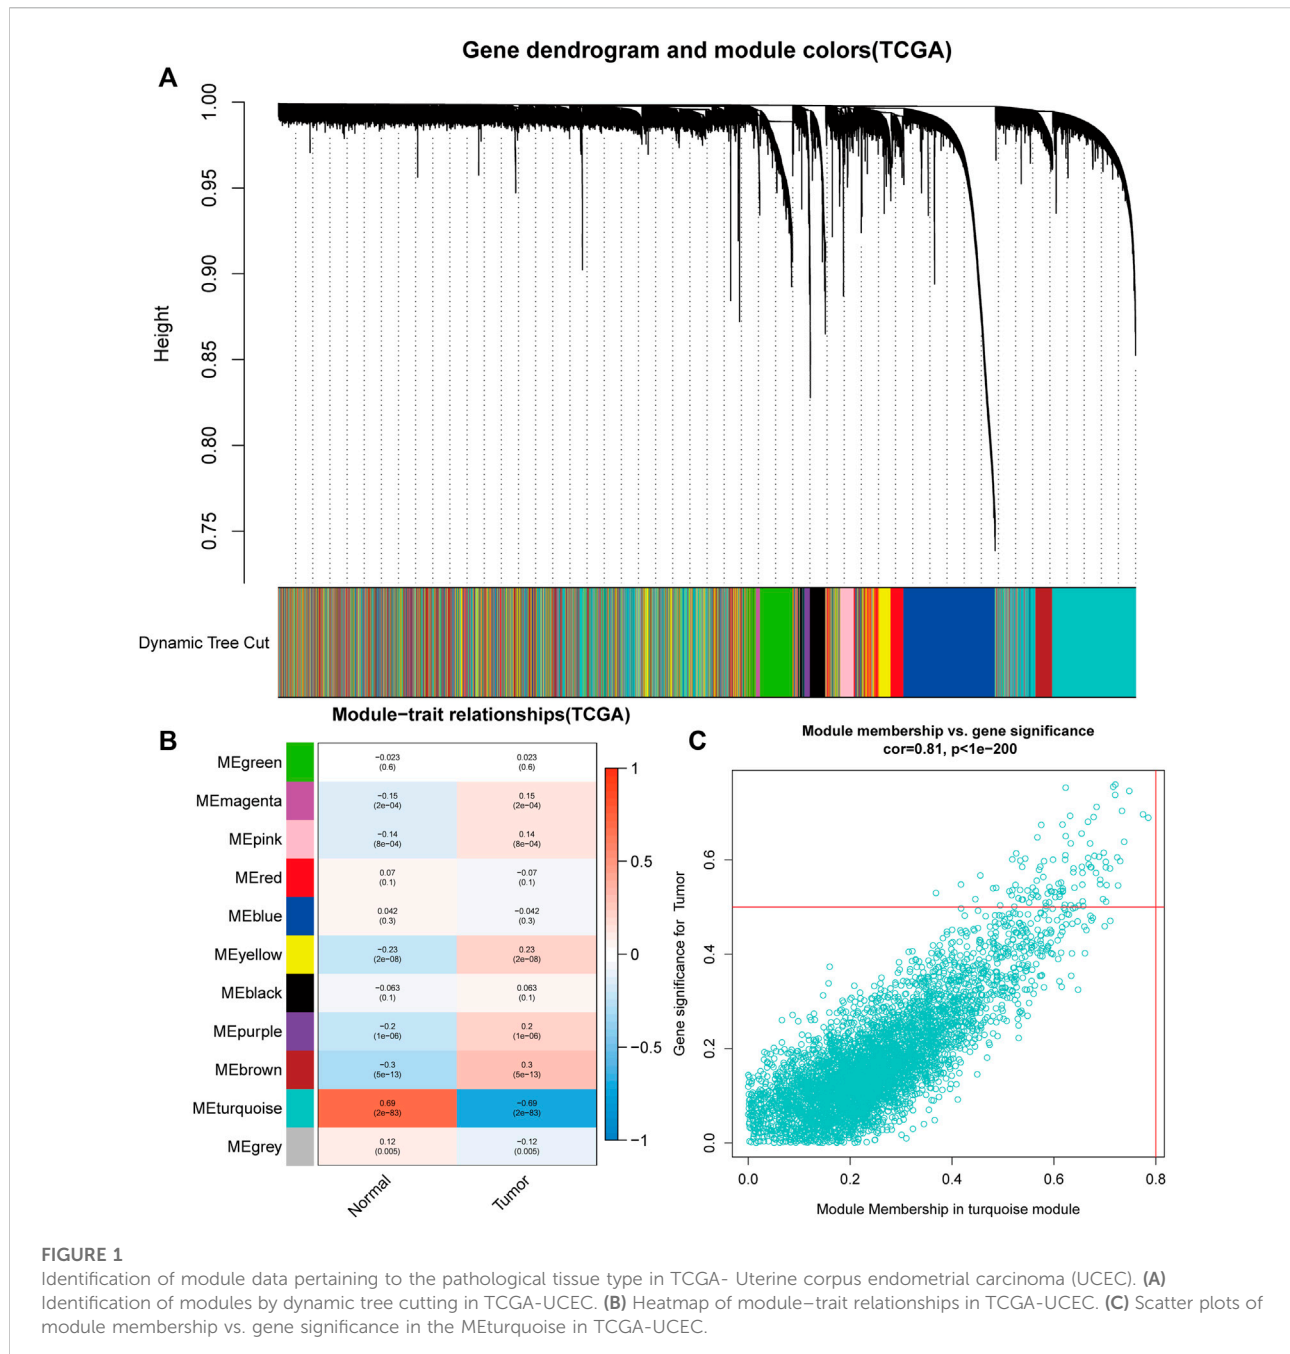 Gene dendrogram and module colors(TCGA)
A
1.00
0.95
0.90
0.85
0.80
0.75
Height
Dynamic Tree Cut
Module−trait relationships(TCGA)
B
MEgreen
MEmagenta
MEpink
MEred
MEblue
MEyellow
MEblack
MEpurple
MEbrown
MEturquoise
MEgrey
−0.023 0.023
(0.6) (0.6)
−0.15 0.15
(2e−04) (2e−04)
−0.14 0.14
(8e−04) (8e−04)
0.07 −0.07
(0.1) (0.1)
0.042 −0.042
(0.3) (0.3)
−0.23 0.23
(2e−08) (2e−08)
−0.063 0.063
(0.1) (0.1)
−0.2 0.2
(1e−06) (1e−06)
−0.3 0.3
(5e−13) (5e−13)
0.69 −0.69
(2e−83) (2e−83)
0.12 −0.12
(0.005) (0.005)
Normal
Tumor
1
0.5
0
−0.5
−1
C
Module membership vs. gene significance
cor=0.81, p<1e−200
Gene significance for Tumor
0.6
0.4
0.2
0.0
0.0 0.2 0.4 0.6 0.8
Module Membership in turquoise module
FIGURE 1
Identification of module data pertaining to the pathological tissue type in TCGA- Uterine corpus endometrial carcinoma (UCEC). (A)
Identification of modules by dynamic tree cutting in TCGA-UCEC. (B) Heatmap of module–trait relationships in TCGA-UCEC. (C) Scatter plots of
module membership vs. gene significance in the MEturquoise in TCGA-UCEC.